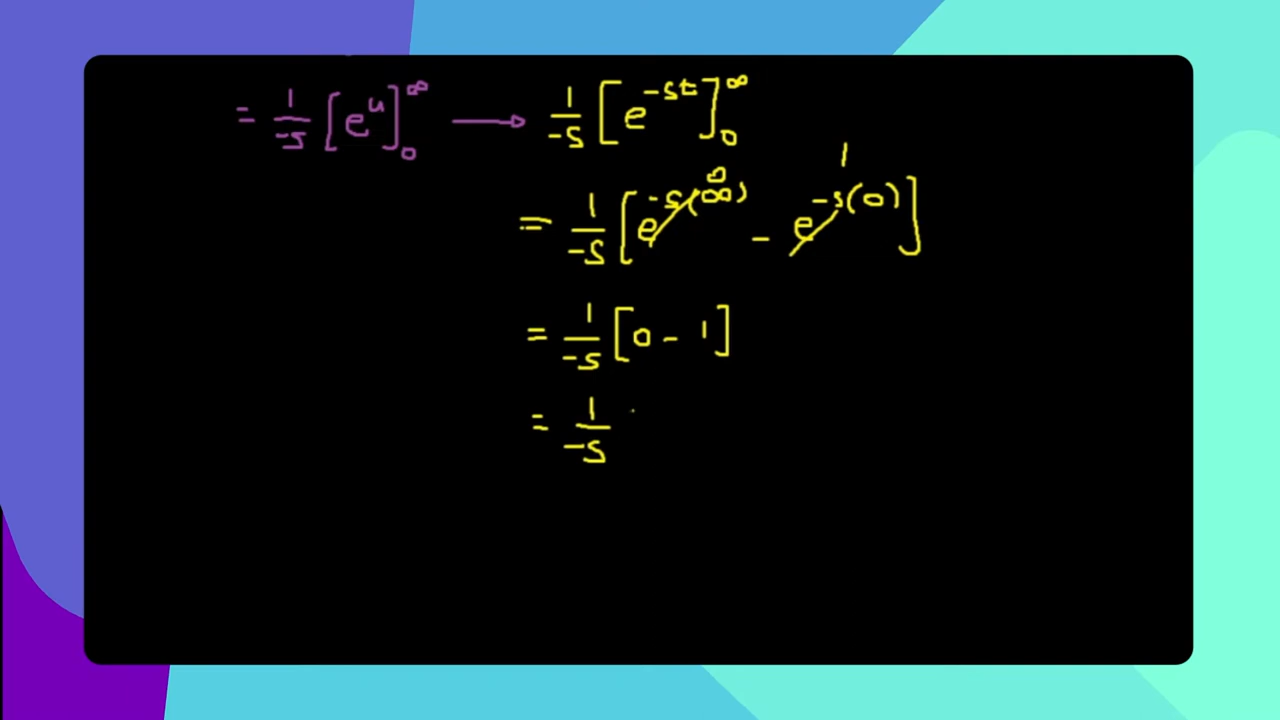 = 1/-s [e^u]_0^∞ → 1/-s [e^-st]_0^∞
0 1
= 1/-s [e^-s(∞) - e^-s(0)]
= 1/-s [0 - 1]
= 1/-s